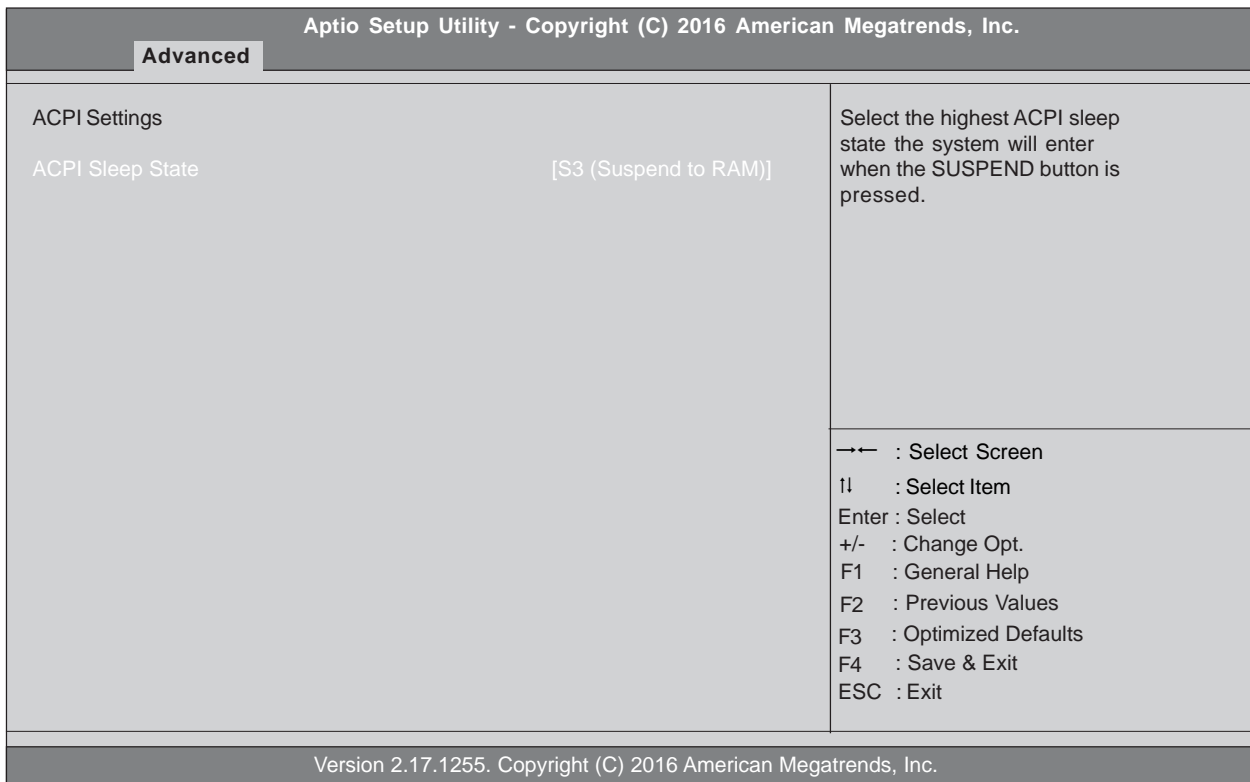 Aptio Setup Utility - Copyright (C) 2016 American Megatrends, Inc.
Advanced
ACPI Settings
ACPI Sleep State [S3 (Suspend to RAM)]
Select the highest ACPI sleep
state the system will enter
when the SUSPEND button is
pressed.
→← : Select Screen
↑↓ : Select Item
Enter : Select
+/- : Change Opt.
F1 : General Help
F2 : Previous Values
F3 : Optimized Defaults
F4 : Save & Exit
ESC : Exit
Version 2.17.1255. Copyright (C) 2016 American Megatrends, Inc.